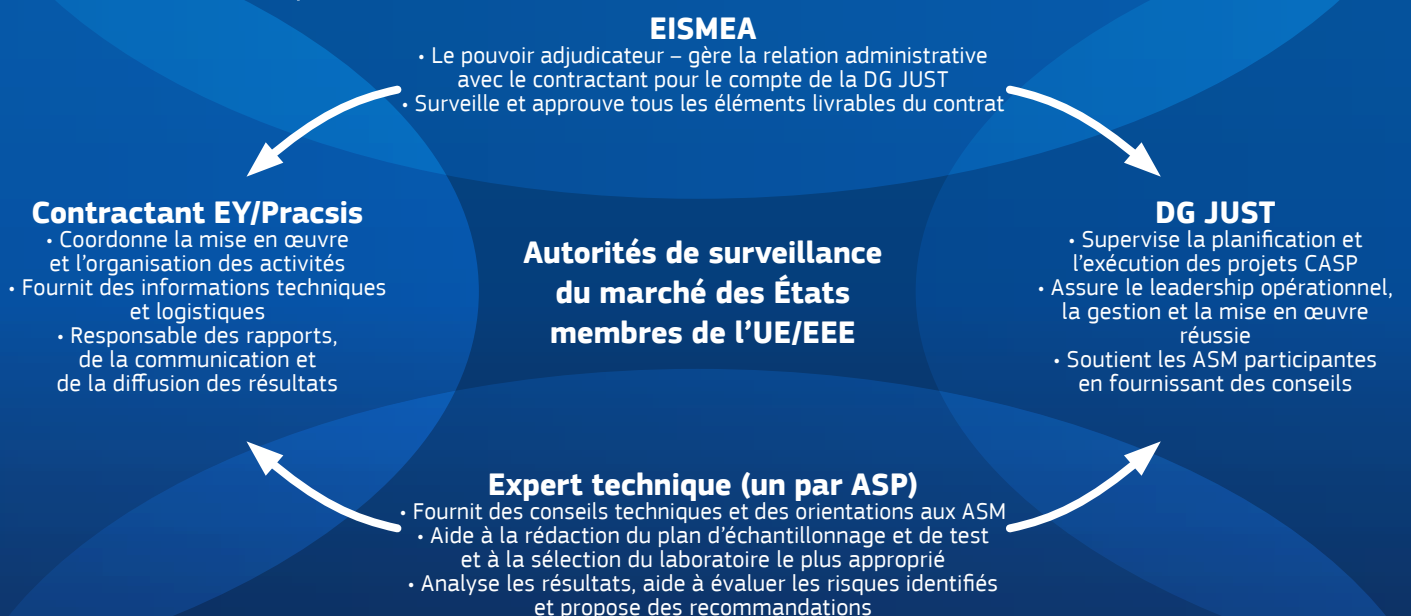 EISMEA
• Le pouvoir adjudicateur – gère la relation administrative
avec le contractant pour le compte de la DG JUST
• Surveille et approuve tous les éléments livrables du contrat
Contractant EY/Pracsis
• Coordonne la mise en œuvre
et l'organisation des activités
• Fournit des informations techniques
et logistiques
• Responsable des rapports,
de la communication et
de la diffusion des résultats
Autorités de surveillance
du marché des États
membres de l’UE/EEE
DG JUST
• Supervise la planification et
l'exécution des projets CASP
• Assure le leadership opérationnel,
la gestion et la mise en œuvre
réussie
• Soutient les ASM participantes
en fournissant des conseils
Expert technique (un par ASP)
• Fournit des conseils techniques et des orientations aux ASM
• Aide à la rédaction du plan d’échantillonnage et de test
et à la sélection du laboratoire le plus approprié
• Analyse les résultats, aide à évaluer les risques identifiés
et propose des recommandations